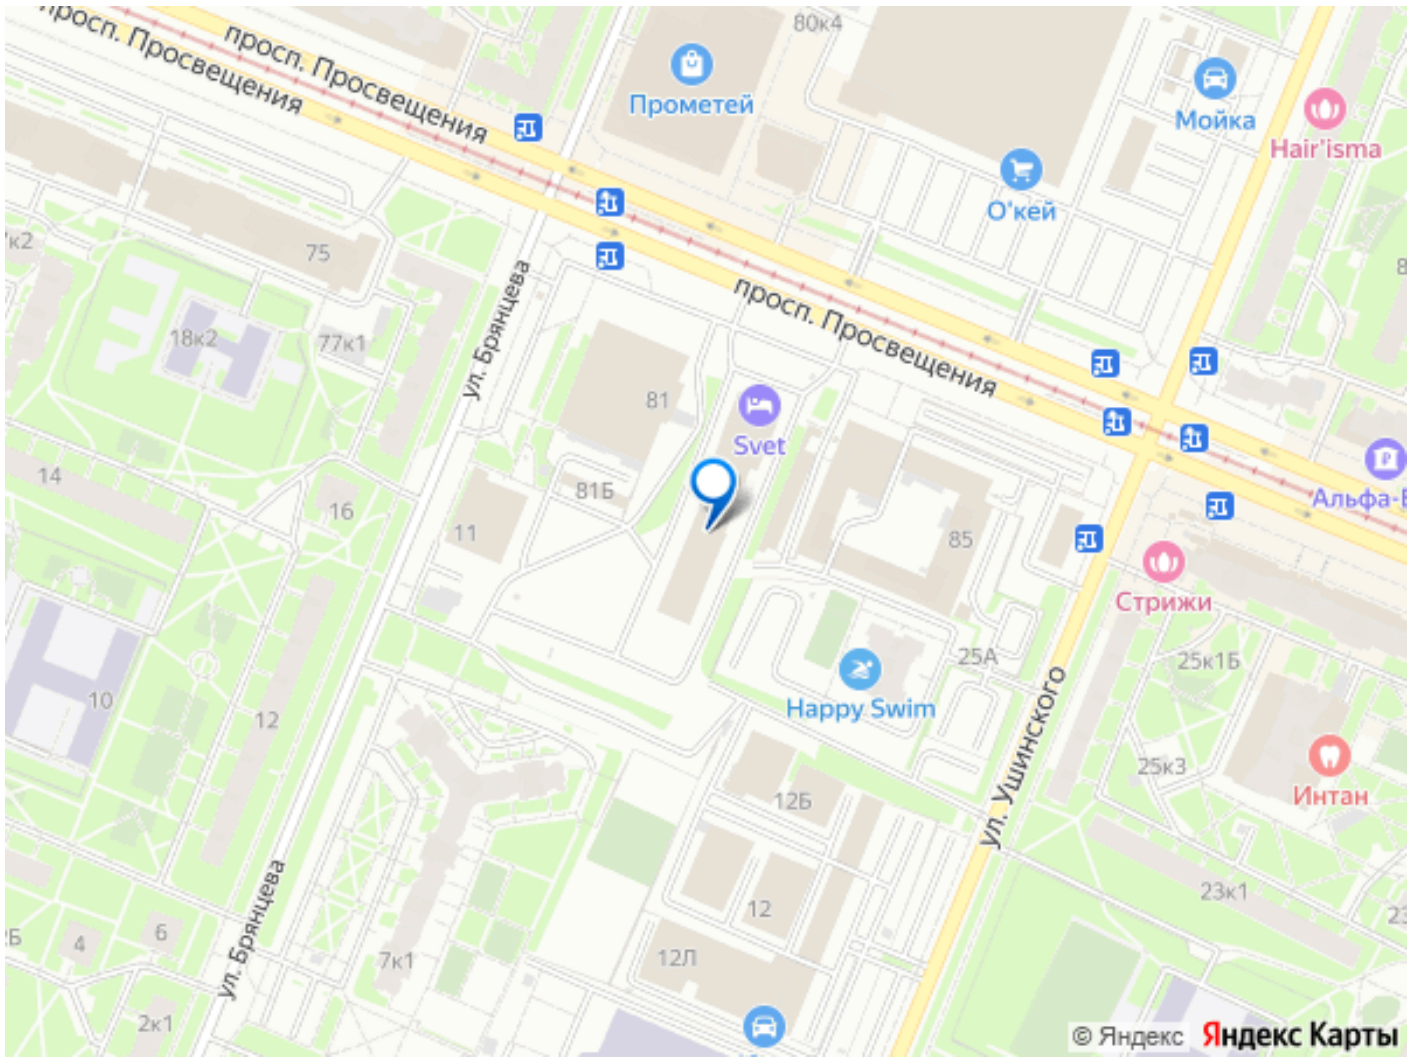 просп. Просвещения
просп. Просвещения
80к4
Прометей
Мойка
Hair'isma
О'кей
75
18к2
77к1
ул. Брянцева
просп. Просвещения
81
Svet
14
16
81Б
11
85
Стрижи
10
12
25А
25к1Б
Happy Swim
ул. Ушинского
25к3
Интан
12Б
23к1
ул. Брянцева
12
4
6
7к1
12Л
2к1
© Яндекс Яндекс Карты